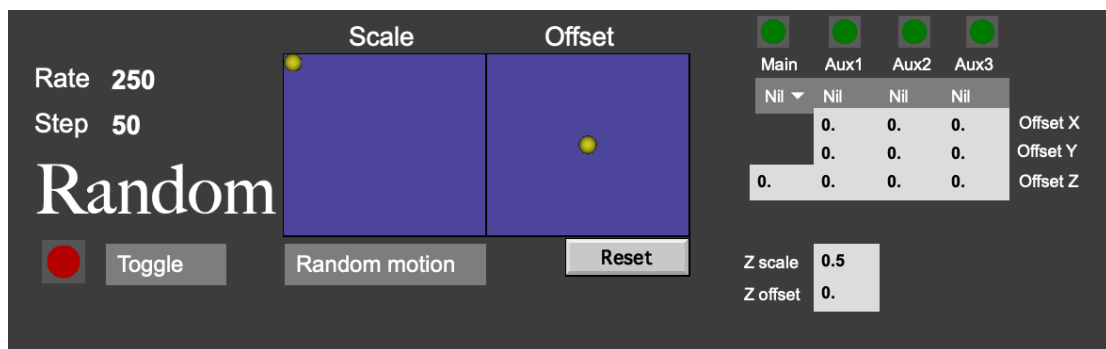 Scale Offset
Rate 250
Step 50
Random
Toggle Random motion Reset
Main Aux1 Aux2 Aux3
Nil Nil Nil Nil
0. 0. 0. Offset X
0. 0. 0. Offset Y
0. 0. 0. 0. Offset Z
Z scale 0.5
Z offset 0.